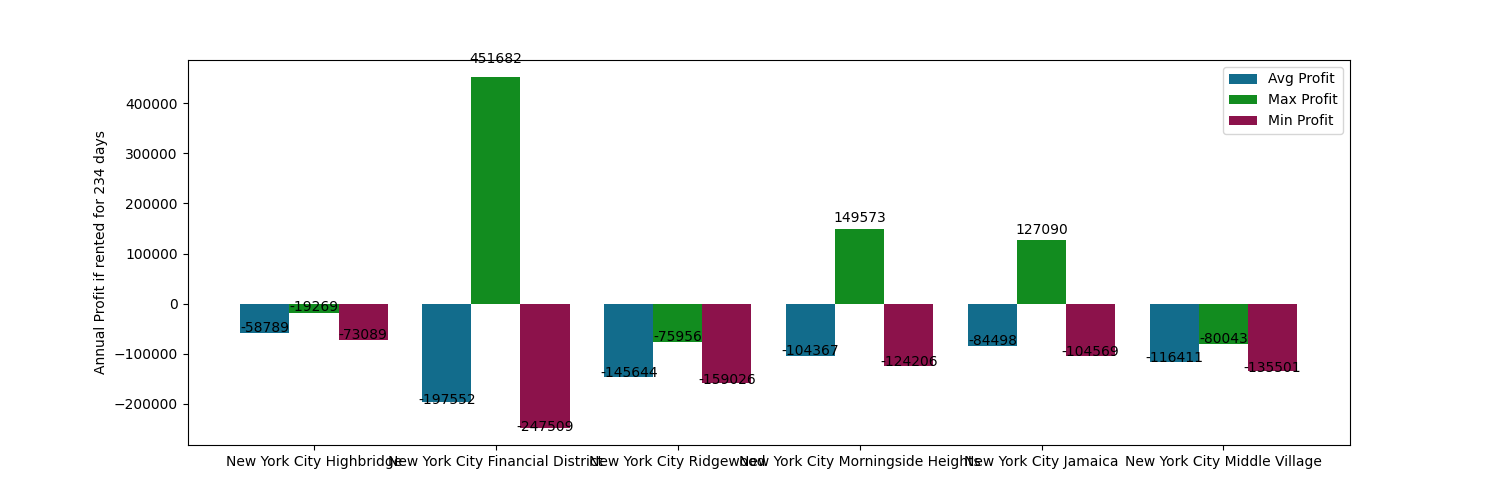 451682
Avg Profit
Max Profit
Min Profit
400000
300000
200000
149573
127090
100000
0
-19269
-58789
-73089
-75956
-80043
-84498
-100000
-104367
-104569
-116411
-124206
-135501
-145644
-159026
-197552
-200000
-247509
Annual Profit if rented for 234 days
New York City Highbridge
New York City Financial District
New York City Ridgewood
New York City Morningside Heights
New York City Jamaica
New York City Middle Village